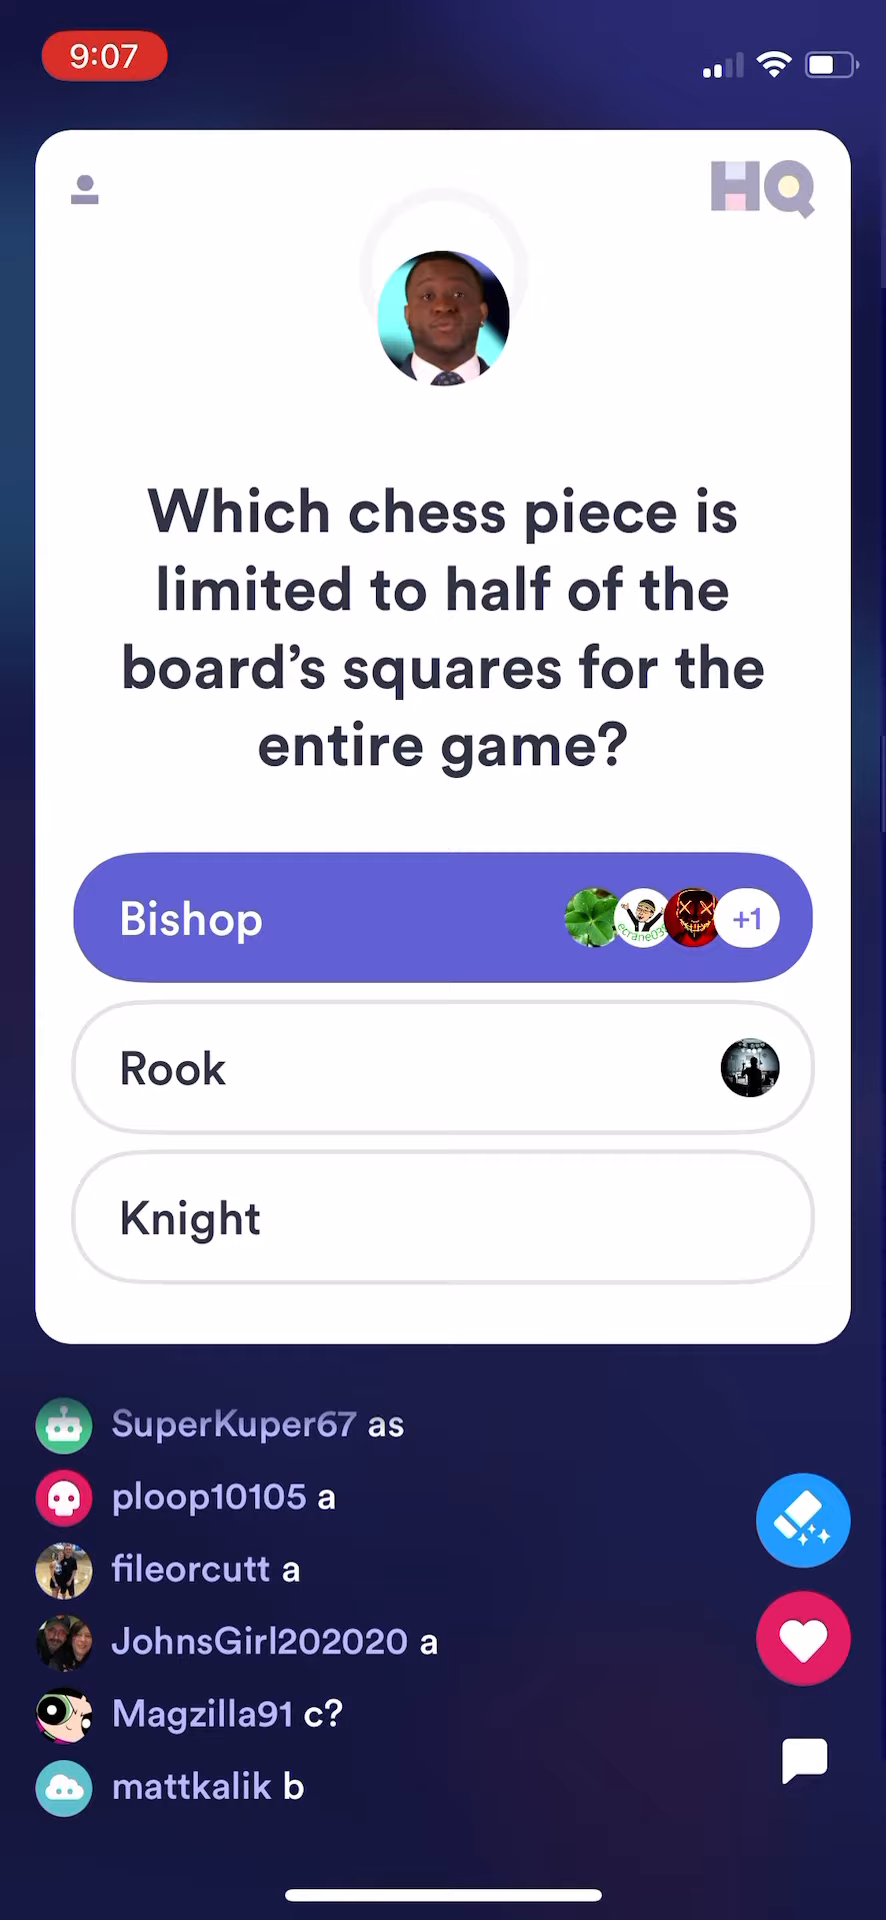 9:07
HQ
Which chess piece is
limited to half of the
board’s squares for the
entire game?
Bishop
ecrane039
+1
Rook
Knight
SuperKuper67 as
ploop10105 a
fileorcutt a
JohnsGirl202020 a
Magzilla91 c?
mattkalik b